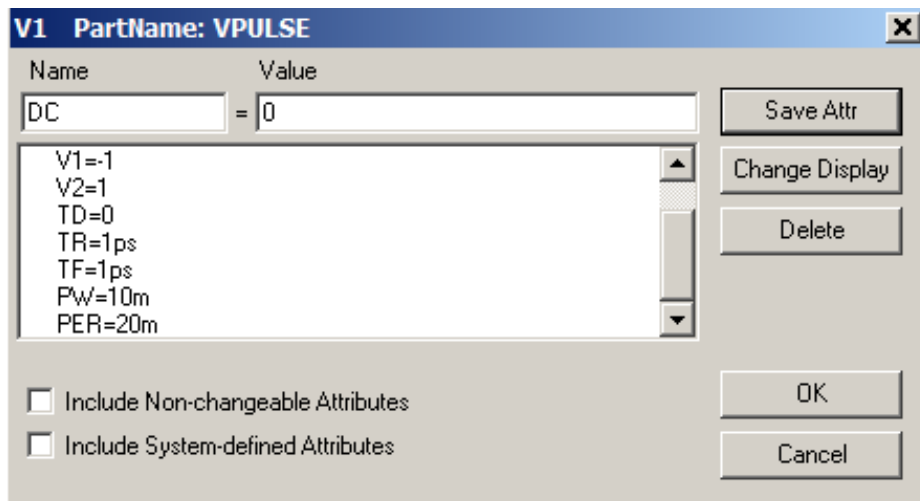 V1 PartName: VPULSE
Name Value
DC = 0
Save Attr
V1=-1
V2=1
TD=0
TR=1ps
TF=1ps
PW=10m
PER=20m
Change Display
Delete
Include Non-changeable Attributes
Include System-defined Attributes
OK
Cancel